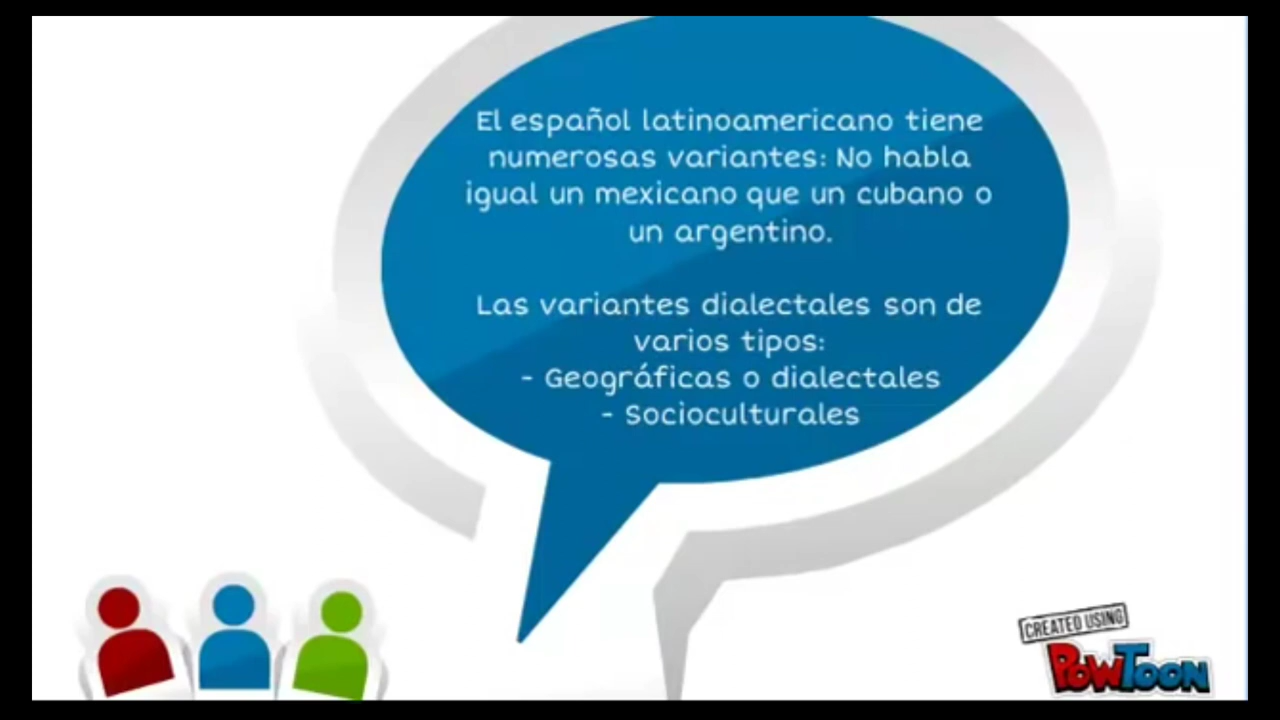 El español latinoamericano tiene
numerosas variantes: No habla
igual un mexicano que un cubano o
un argentino.
Las variantes dialectales son de
varios tipos:
- Geográficas o dialectales
- Socioculturales
CREATED USING
POWTOON